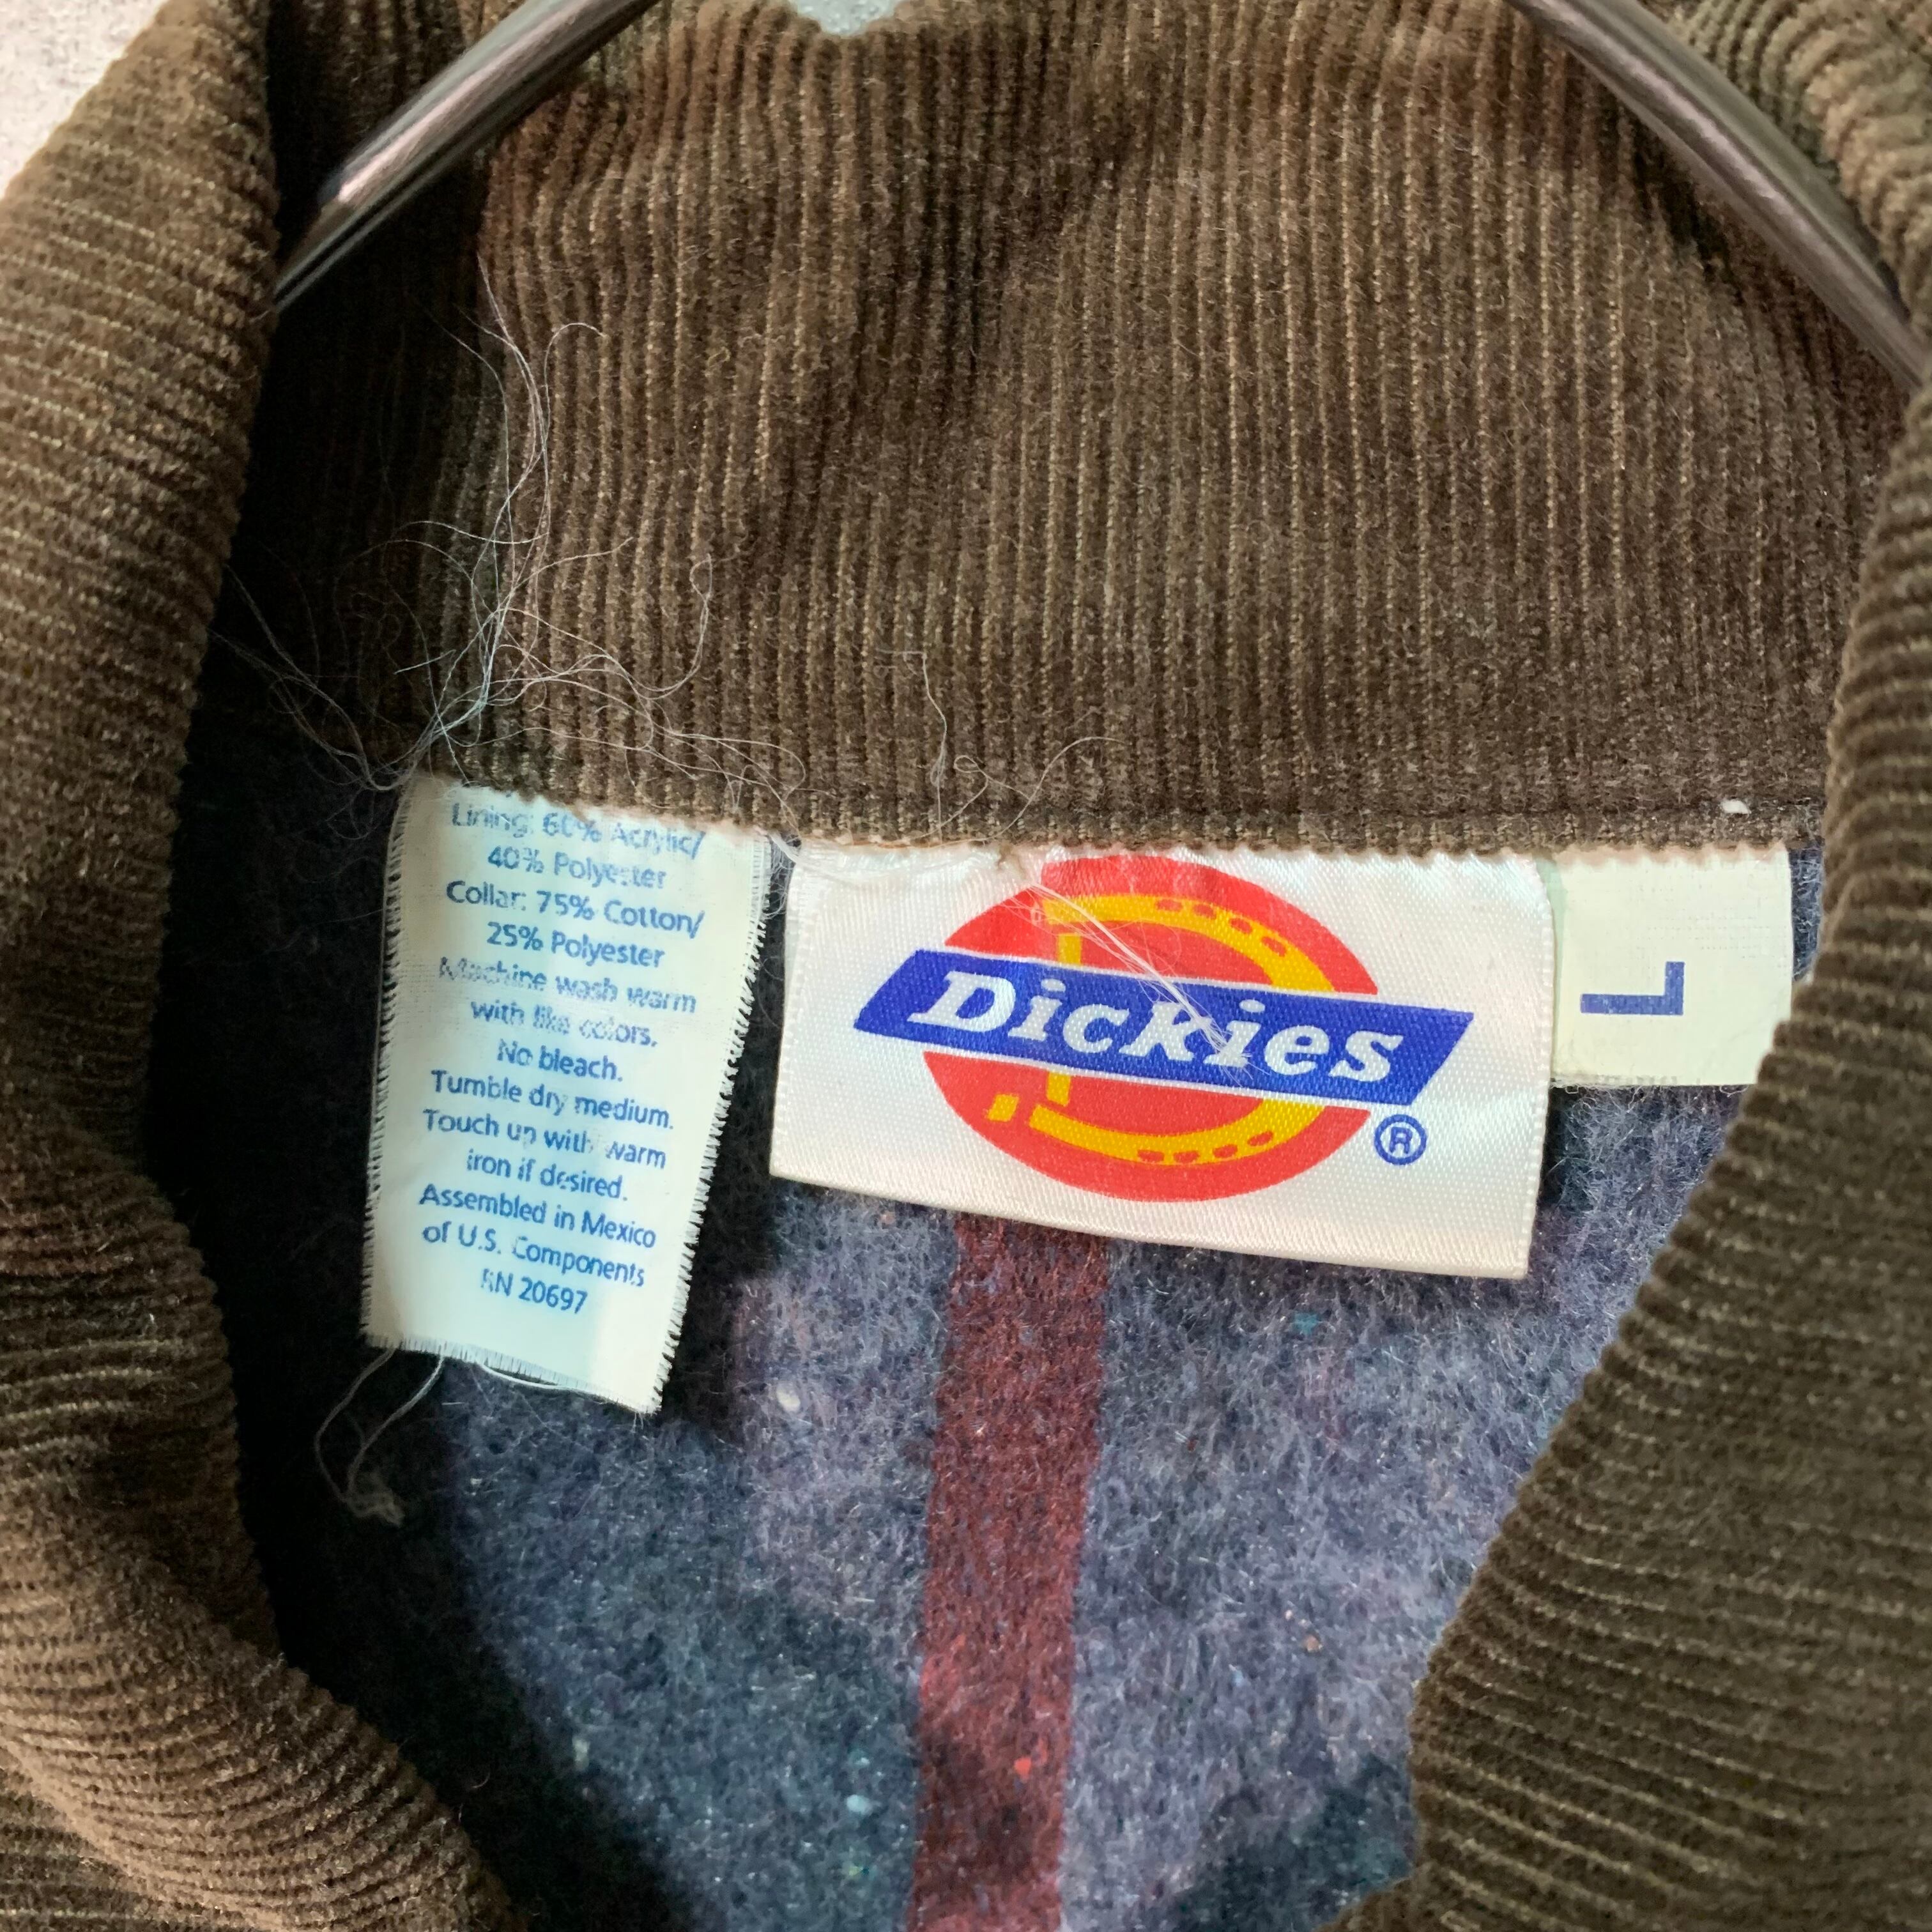 Lining: 60% Acrylic/
40% Polyester
Collar: 75% Cotton/
25% Polyester
Machine wash warm
with like colors.
No bleach.
Tumble dry medium.
Touch up with warm
iron if desired.
Assembled in Mexico
of U.S. Components
RN 20697
Dickies
®
L